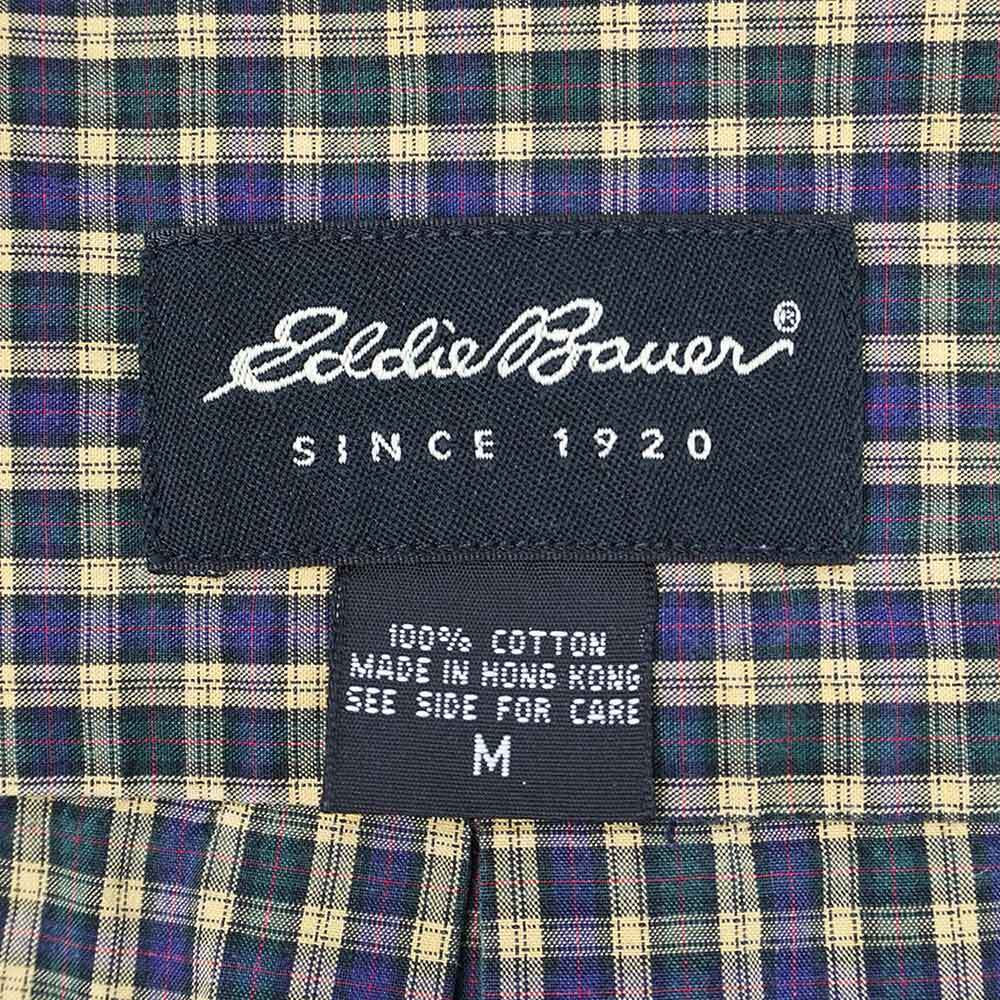 Eddie Bauer®
SINCE 1920
100% COTTON
MADE IN HONG KONG
SEE SIDE FOR CARE
M